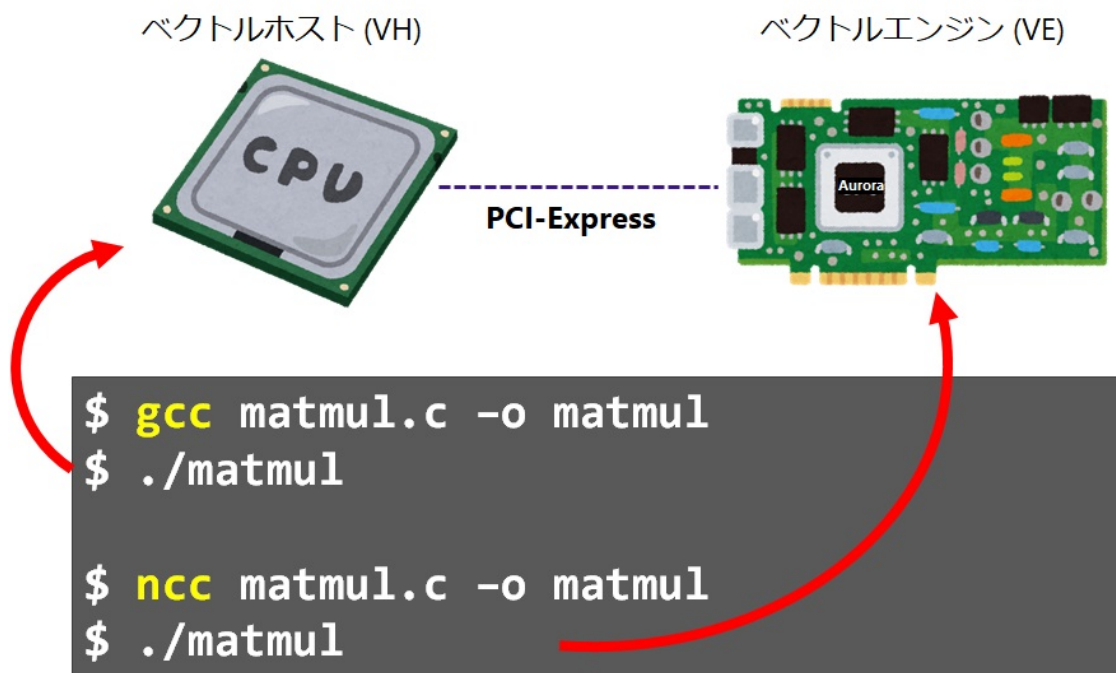 ベクトルホスト (VH)
ベクトルエンジン (VE)
CPU
Aurora
PCI-Express
$ gcc matmul.c –o matmul
$ ./matmul
$ ncc matmul.c –o matmul
$ ./matmul